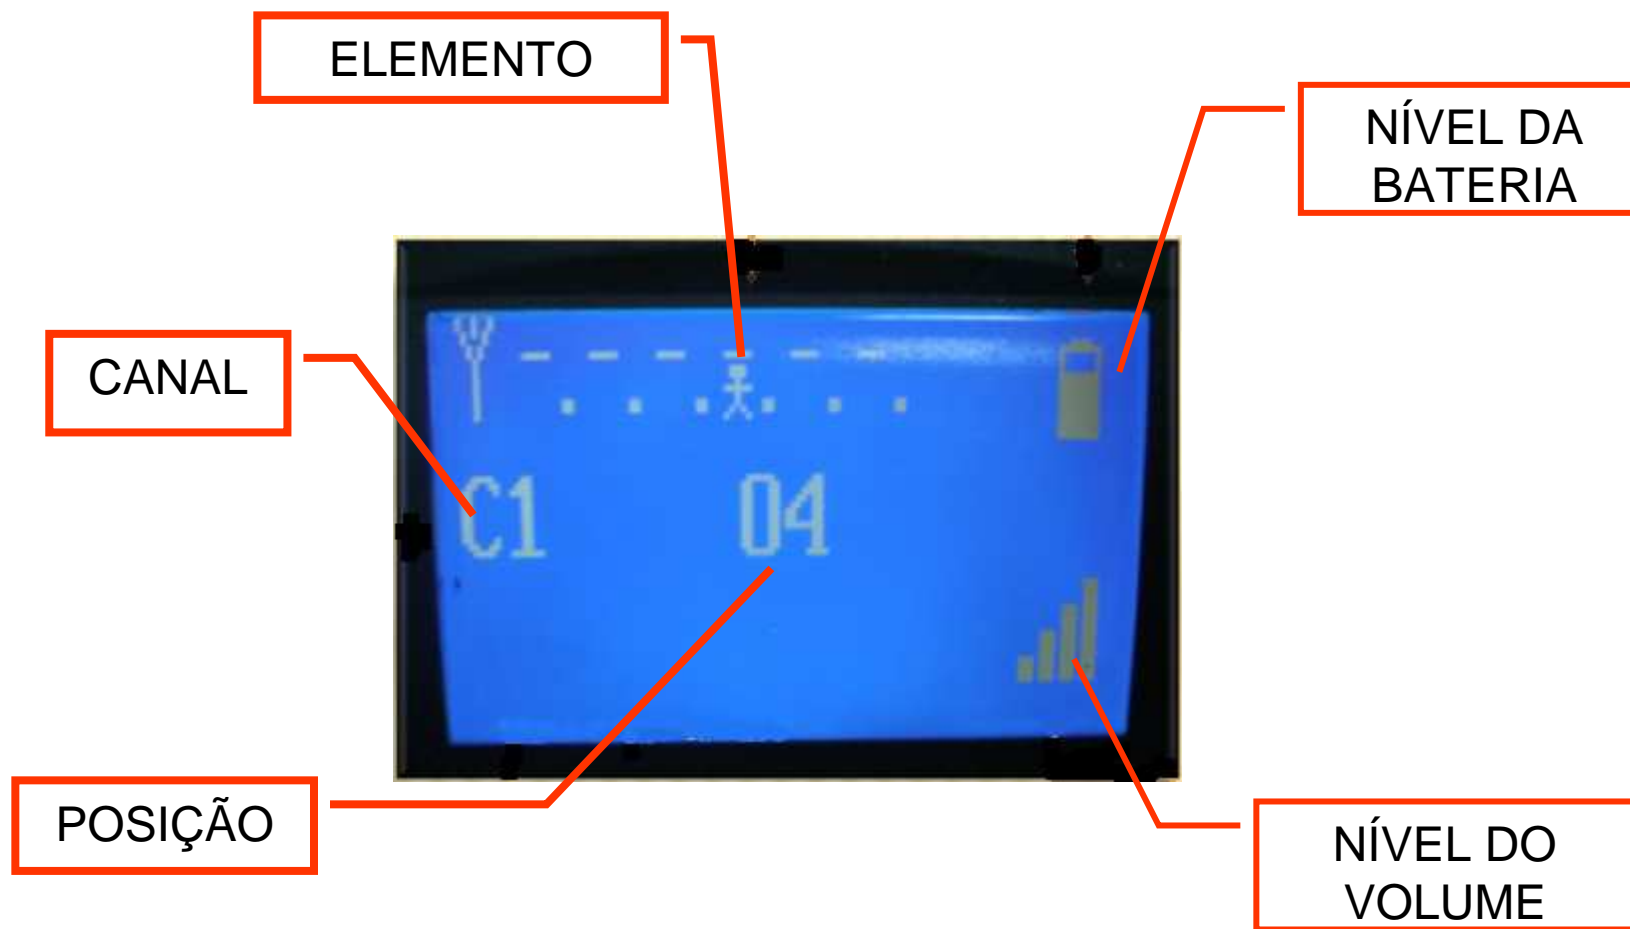 ELEMENTO
NÍVEL DA
BATERIA
CANAL
C1 04
POSIÇÃO
NÍVEL DO
VOLUME